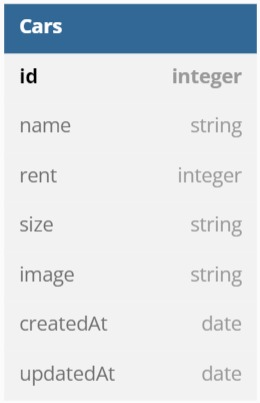 Cars
id integer
name string
rent integer
size string
image string
createdAt date
updatedAt date